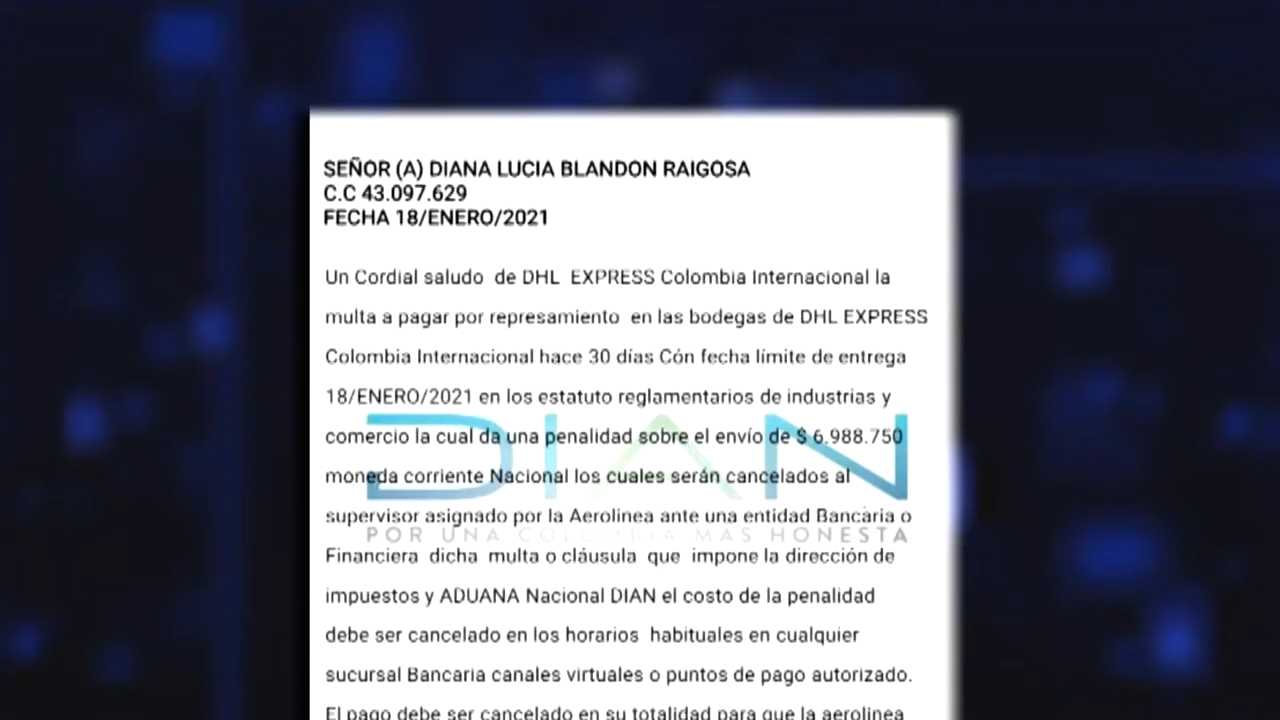 SEÑOR (A) DIANA LUCIA BLANDON RAIGOSA
C.C 43.097.629
FECHA 18/ENERO/2021
Un Cordial saludo de DHL EXPRESS Colombia Internacional la
multa a pagar por represamiento en las bodegas de DHL EXPRESS
Colombia Internacional hace 30 días Cón fecha límite de entrega
18/ENERO/2021 en los estatuto reglamentarios de industrias y
comercio la cual da una penalidad sobre el envío de $ 6.988.750
DIAN
moneda corriente Nacional los cuales serán cancelados al
supervisor asignado por la Aerolinea ante una entidad Bancaria o
POR UNA COLOMBIA MÁS HONESTA
Financiera dicha multa o cláusula que impone la dirección de
impuestos y ADUANA Nacional DIAN el costo de la penalidad
debe ser cancelado en los horarios habituales en cualquier
sucursal Bancaria canales virtuales o puntos de pago autorizado.
El pago debe ser cancelado en su totalidad para que la aerolinea